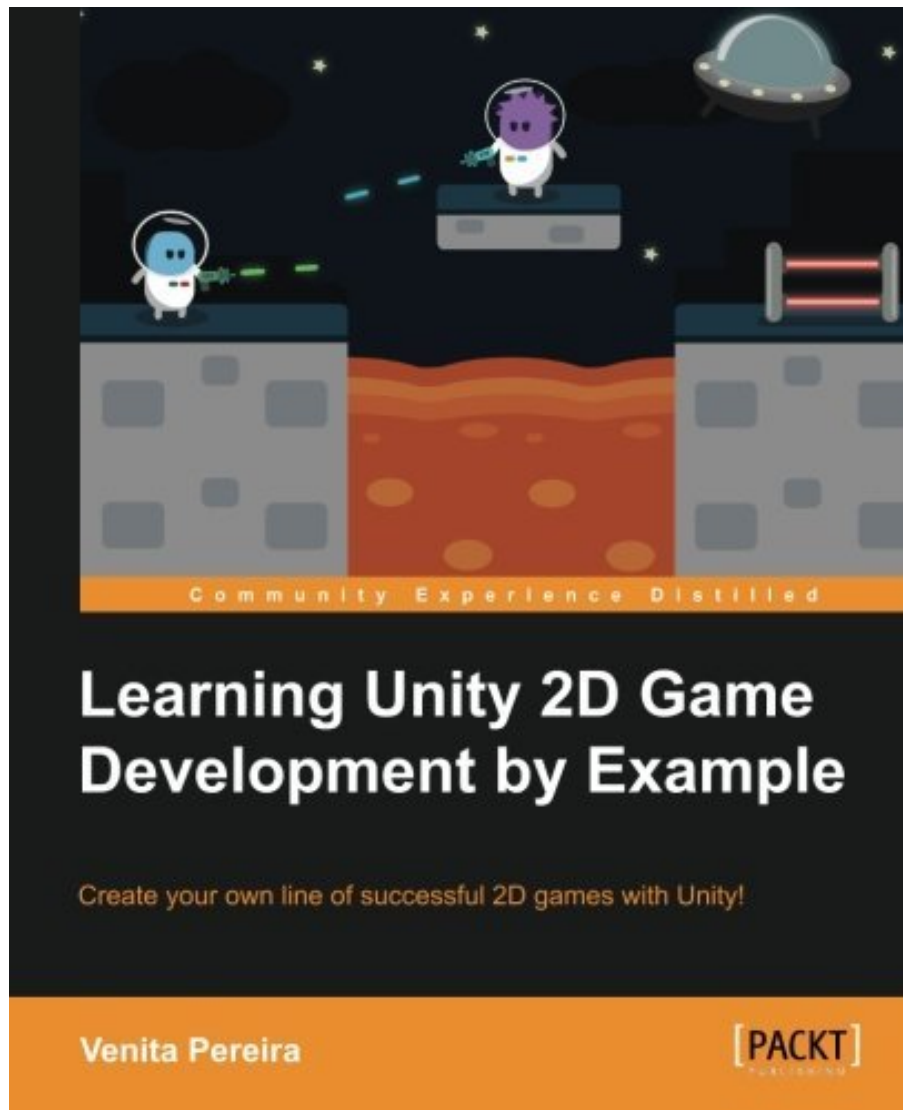 Community Experience Distilled
Learning Unity 2D Game
Development by Example
Create your own line of successful 2D games with Unity!
Venita Pereira
[PACKT]
PUBLISHING